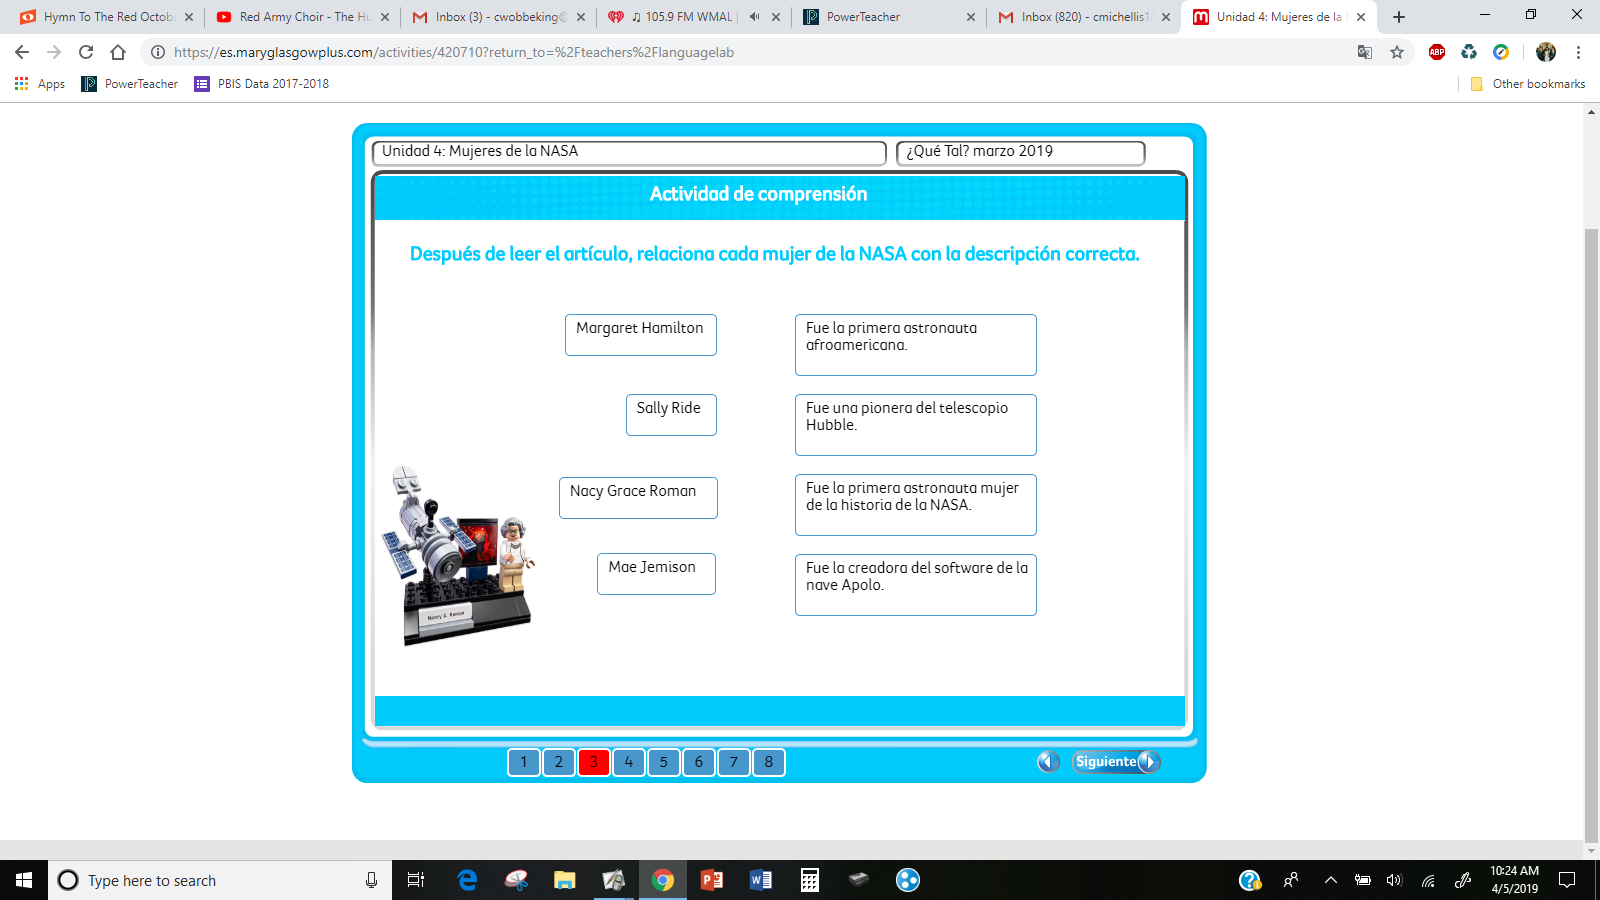 Hymn To The Red Octobe
Red Army Choir - The Hu
Inbox (3) - cwobbeking@
♫ 105.9 FM WMAL |
PowerTeacher
Inbox (820) - cmichellis1
Unidad 4: Mujeres de la
https://es.maryglasgowplus.com/activities/420710?return_to=%2Fteachers%2Flanguagelab
ABP
Apps
PowerTeacher
PBIS Data 2017-2018
Other bookmarks
Unidad 4: Mujeres de la NASA
¿Qué Tal? marzo 2019
Actividad de comprensión
Después de leer el artículo, relaciona cada mujer de la NASA con la descripción correcta.
Margaret Hamilton
Fue la primera astronauta
afroamericana.
Sally Ride
Fue una pionera del telescopio
Hubble.
Nacy Grace Roman
Fue la primera astronauta mujer
de la historia de la NASA.
Mae Jemison
Fue la creadora del software de la
nave Apolo.
Nancy G. Roman
1 2 3 4 5 6 7 8
Siguiente
Type here to search
10:24 AM
4/5/2019